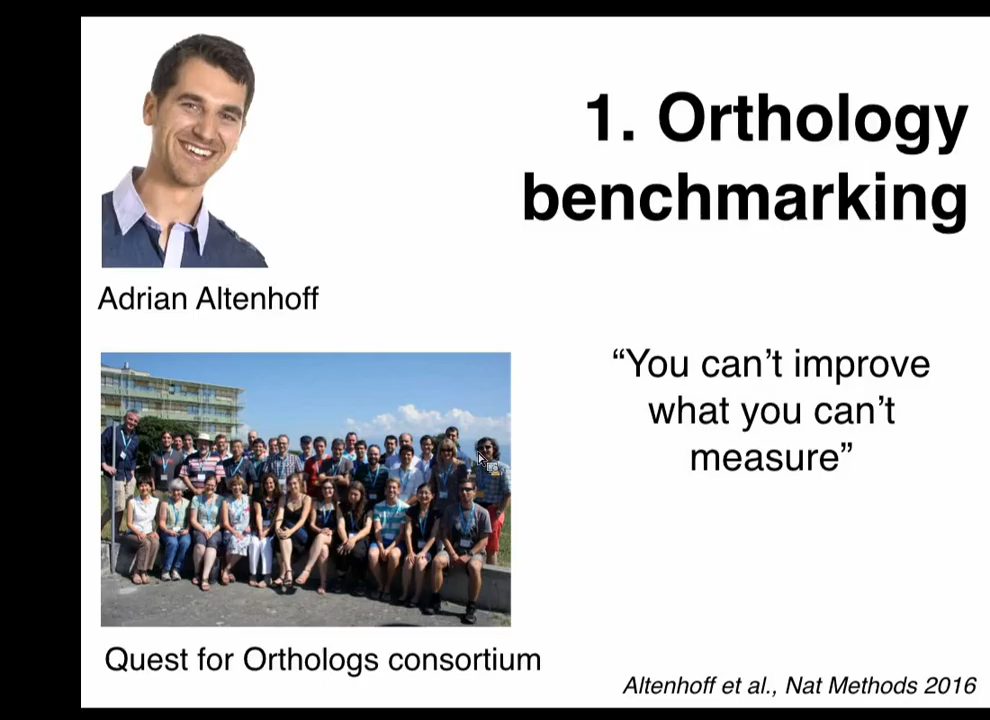 1. Orthology
benchmarking
Adrian Altenhoff
“You can’t improve
what you can’t
measure”
Quest for Orthologs consortium
Altenhoff et al., Nat Methods 2016